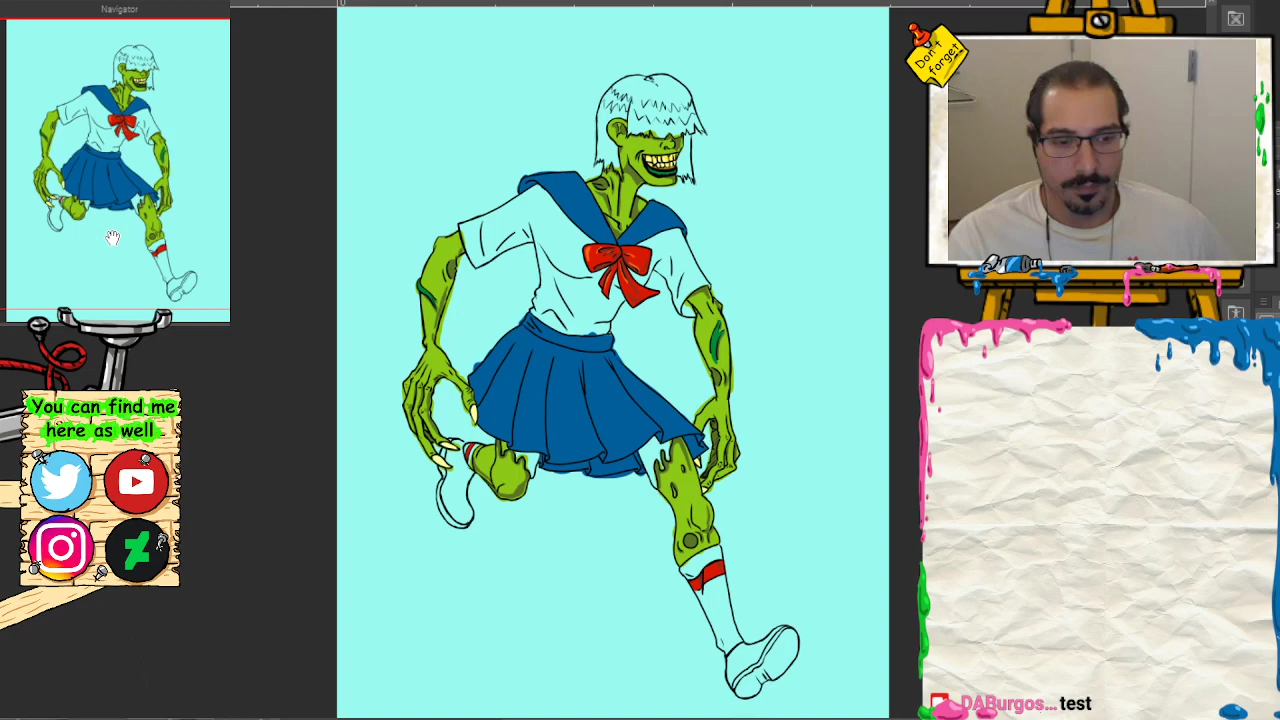 Navigator
Don't
forget
You can find me
here as well
DABurgos... test